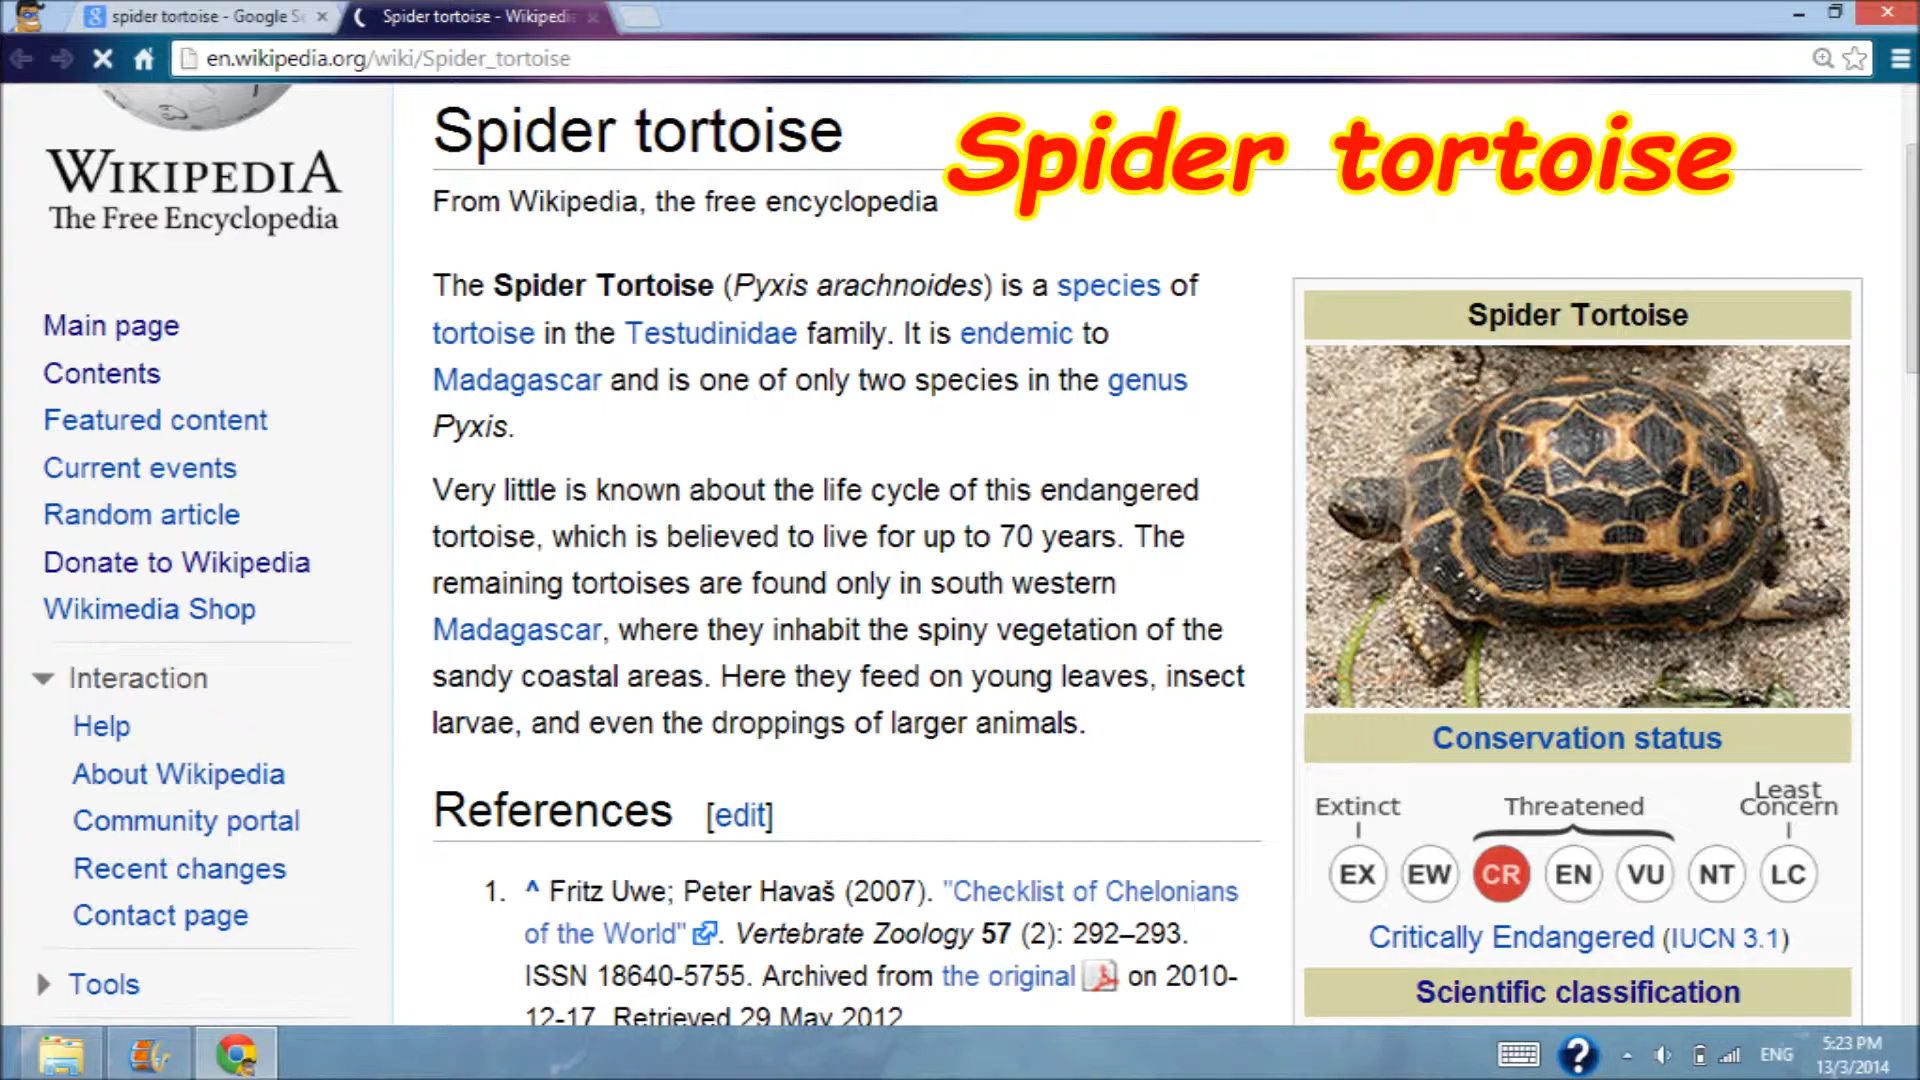 spider tortoise - Google Se
Spider tortoise - Wikipedia
en.wikipedia.org/wiki/Spider_tortoise
WIKIPEDIA
The Free Encyclopedia
Main page
Contents
Featured content
Current events
Random article
Donate to Wikipedia
Wikimedia Shop
Interaction
Help
About Wikipedia
Community portal
Recent changes
Contact page
Tools
Spider tortoise
Spider tortoise
From Wikipedia, the free encyclopedia
The Spider Tortoise (Pyxis arachnoides) is a species of
tortoise in the Testudinidae family. It is endemic to
Madagascar and is one of only two species in the genus
Pyxis.
Very little is known about the life cycle of this endangered
tortoise, which is believed to live for up to 70 years. The
remaining tortoises are found only in south western
Madagascar, where they inhabit the spiny vegetation of the
sandy coastal areas. Here they feed on young leaves, insect
larvae, and even the droppings of larger animals.
References [edit]
1. ^ Fritz Uwe; Peter Havaš (2007). "Checklist of Chelonians
of the World". Vertebrate Zoology 57 (2): 292–293.
ISSN 18640-5755. Archived from the original on 2010-
12-17. Retrieved 29 May 2012.
Spider Tortoise
Conservation status
Extinct
Threatened
Least
Concern
EX EW CR EN VU NT LC
Critically Endangered (IUCN 3.1)
Scientific classification
ENG
5:23 PM
13/3/2014